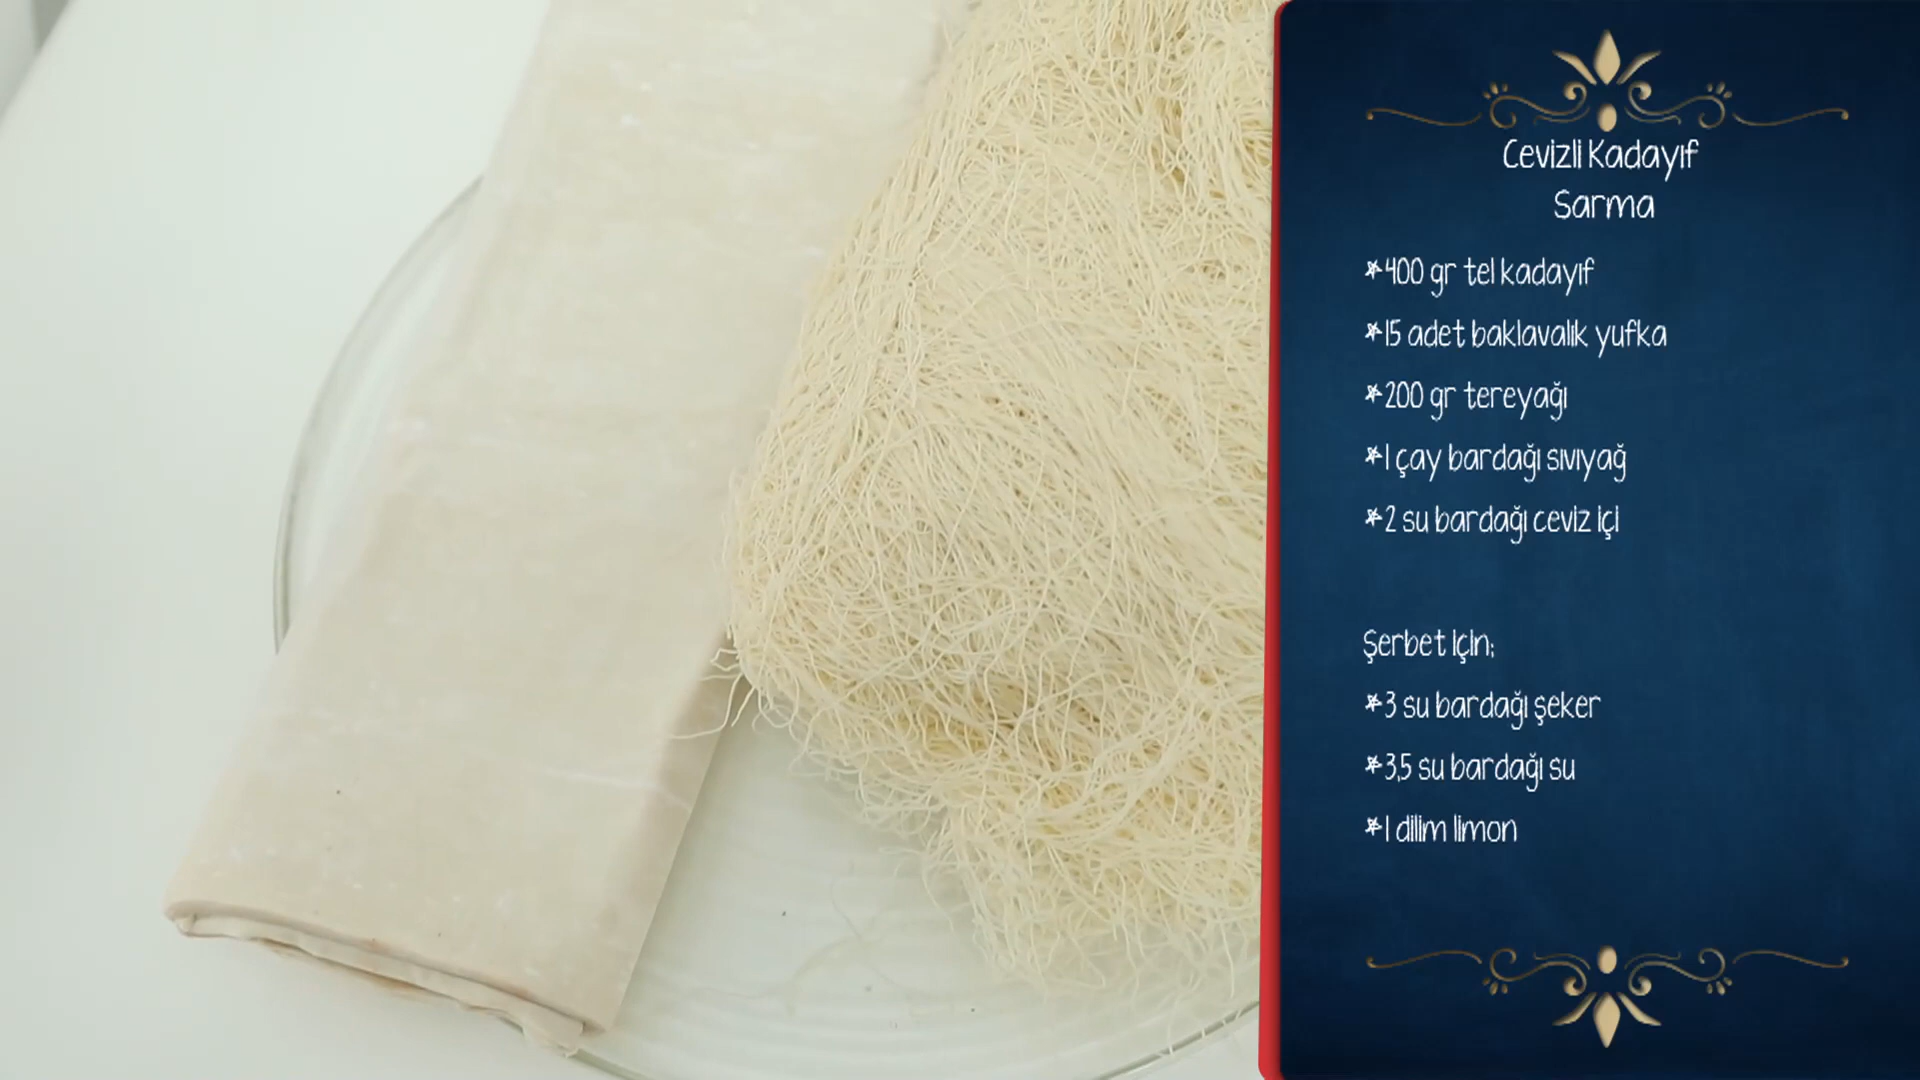 Cevizli Kadayıf
Sarma
*400 gr tel kadayıf
*15 adet baklavalık yufka
*200 gr tereyağı
*1 çay bardağı sıvıyağ
*2 su bardağı ceviz içi
Şerbet İçin;
*3 su bardağı şeker
*3,5 su bardağı su
*1 dilim limon